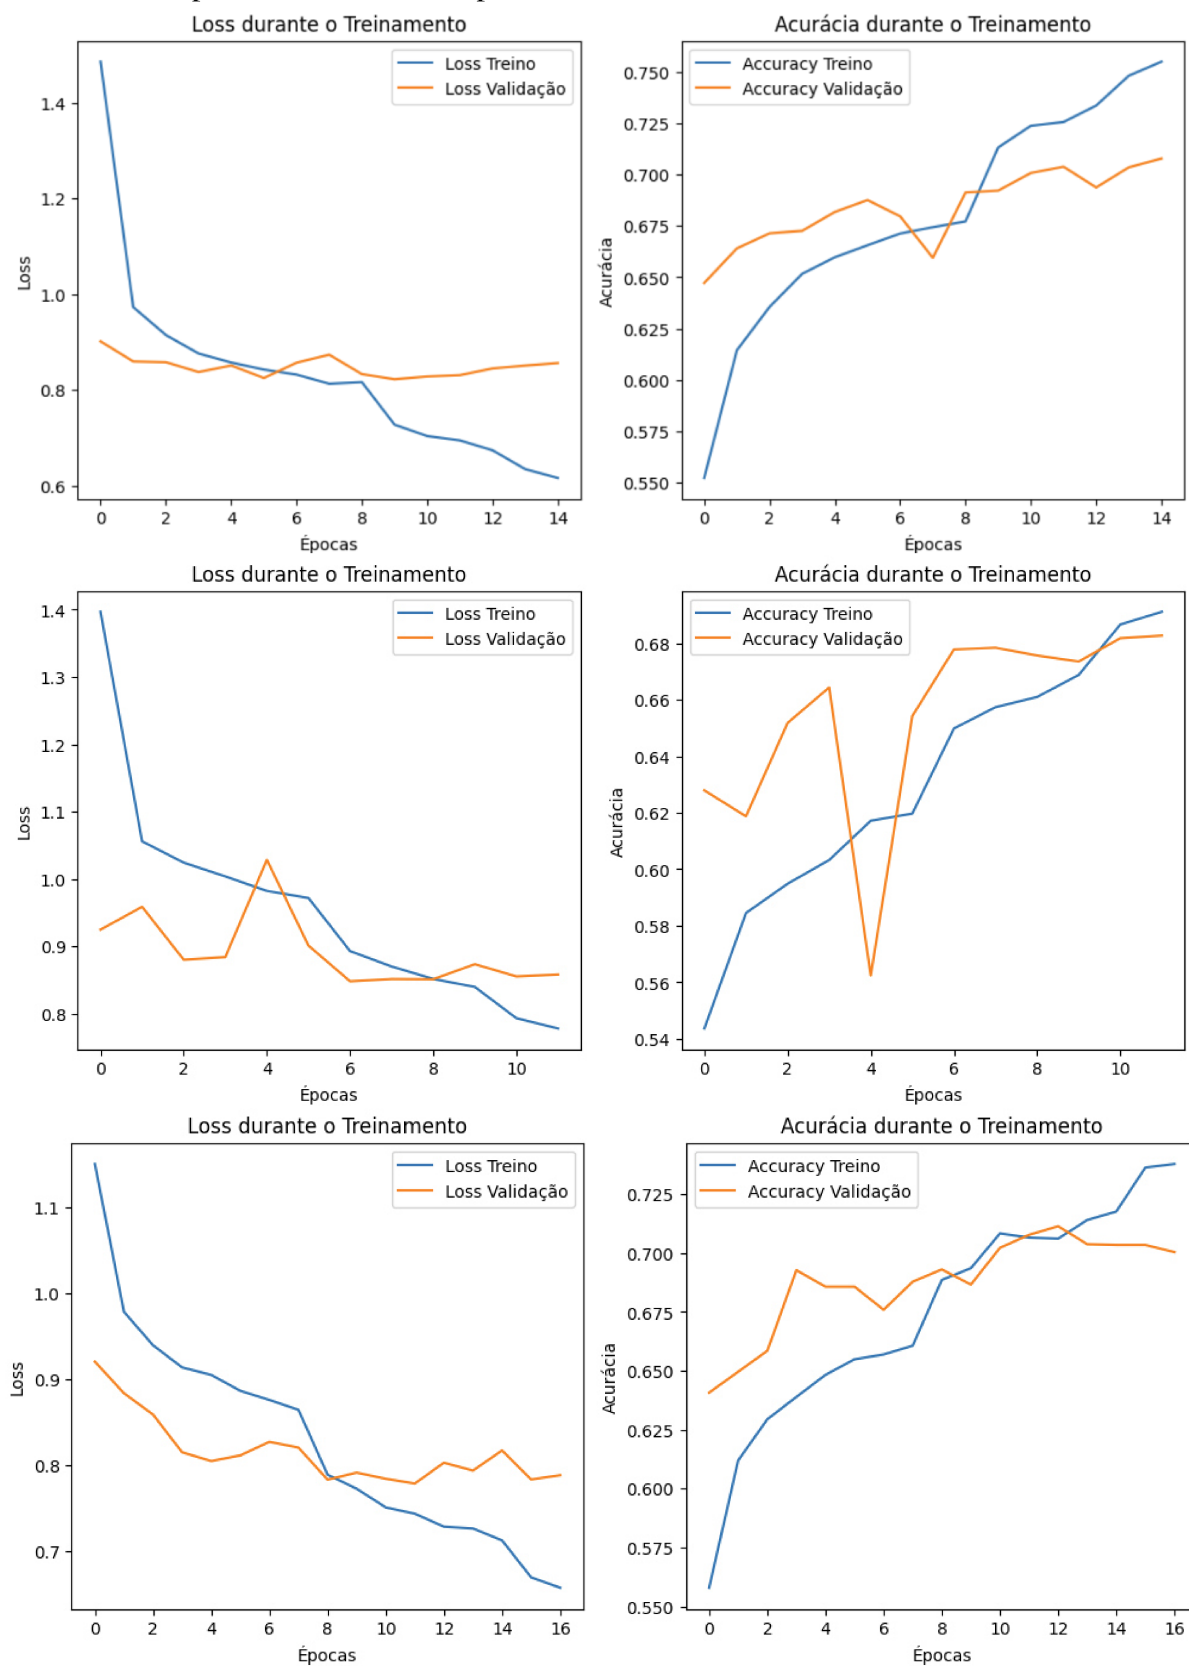 Loss durante o Treinamento
Loss Treino
Loss Validação
1.4
1.2
1.0
0.8
0.6
Loss
0 2 4 6 8 10 12 14
Épocas
Acurácia durante o Treinamento
Accuracy Treino
Accuracy Validação
0.750
0.725
0.700
0.675
0.650
0.625
0.600
0.575
0.550
Acurácia
0 2 4 6 8 10 12 14
Épocas
Loss durante o Treinamento
Loss Treino
Loss Validação
1.4
1.3
1.2
1.1
1.0
0.9
0.8
Loss
0 2 4 6 8 10
Épocas
Acurácia durante o Treinamento
Accuracy Treino
Accuracy Validação
0.68
0.66
0.64
0.62
0.60
0.58
0.56
0.54
Acurácia
0 2 4 6 8 10
Épocas
Loss durante o Treinamento
Loss Treino
Loss Validação
1.1
1.0
0.9
0.8
0.7
Loss
0 2 4 6 8 10 12 14 16
Épocas
Acurácia durante o Treinamento
Accuracy Treino
Accuracy Validação
0.725
0.700
0.675
0.650
0.625
0.600
0.575
0.550
Acurácia
0 2 4 6 8 10 12 14 16
Épocas